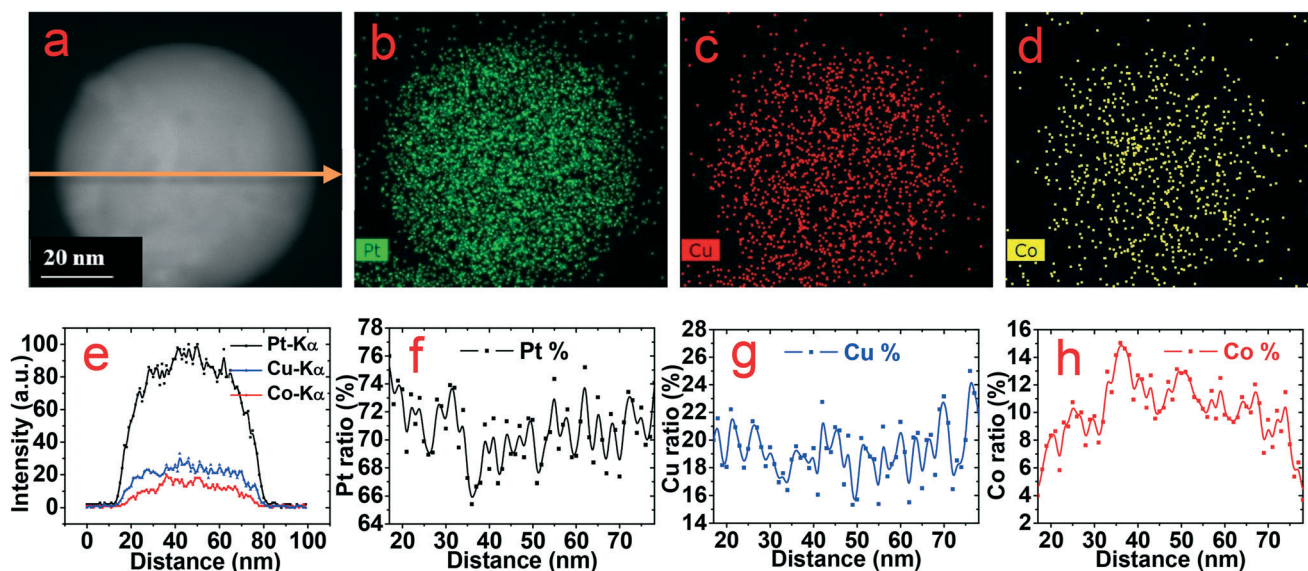 a
20 nm
b
Pt
c
Cu
d
Co
e
Pt-Kα
Cu-Kα
Co-Kα
100
80
60
40
20
0
Intensity (a.u.)
0 20 40 60 80 100
Distance (nm)
f
Pt %
78
76
74
72
70
68
66
64
Pt ratio (%)
20 30 40 50 60 70
Distance (nm)
g
Cu %
28
26
24
22
20
18
16
14
Cu ratio (%)
20 30 40 50 60 70
Distance (nm)
h
Co %
16
14
12
10
8
6
4
2
Co ratio (%)
20 30 40 50 60 70
Distance (nm)